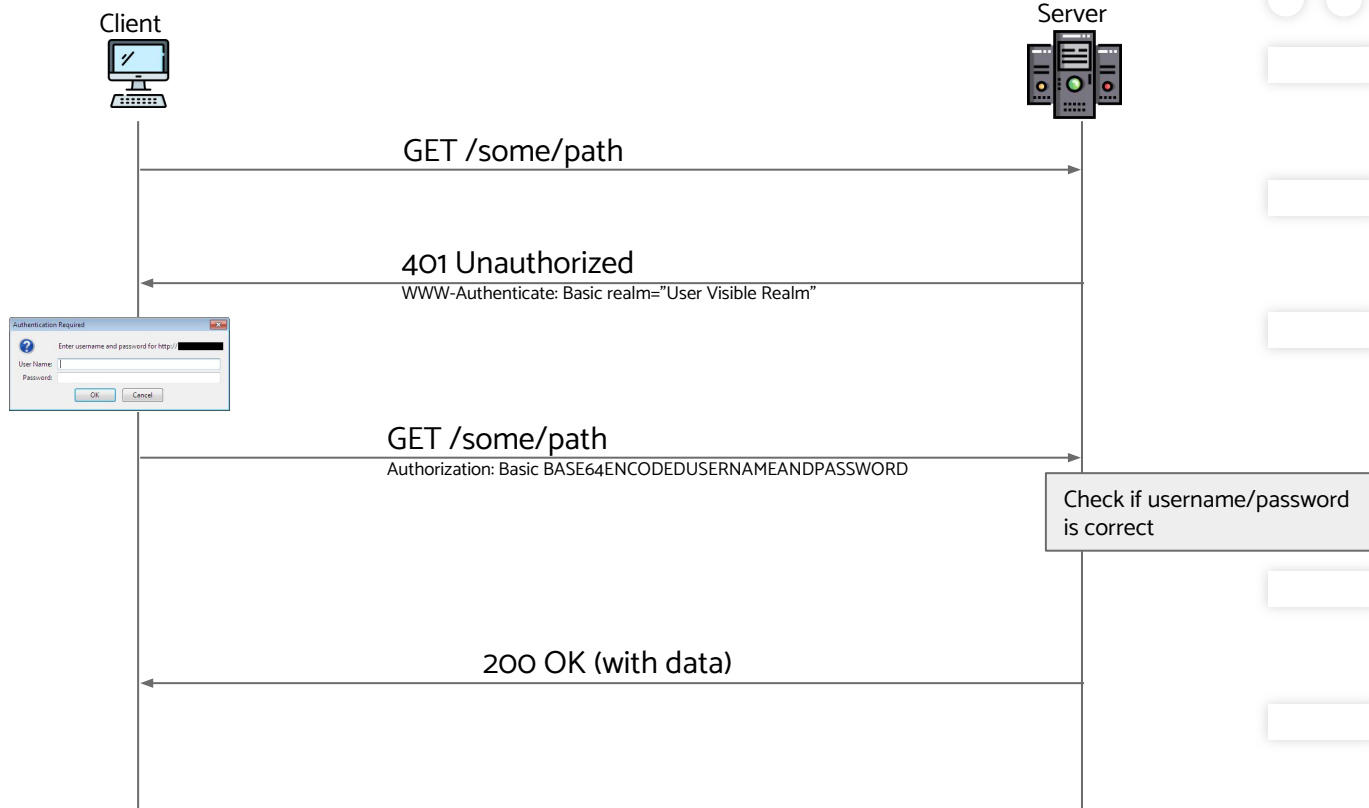 Client
Server
GET /some/path
401 Unauthorized
WWW-Authenticate: Basic realm="User Visible Realm”
Authentication Required
Enter username and password for http://
User Name:
Password:
OK
Cancel
GET /some/path
Authorization: Basic BASE64ENCODEDUSERNAMEANDPASSWORD
Check if username/password
is correct
200 OK (with data)